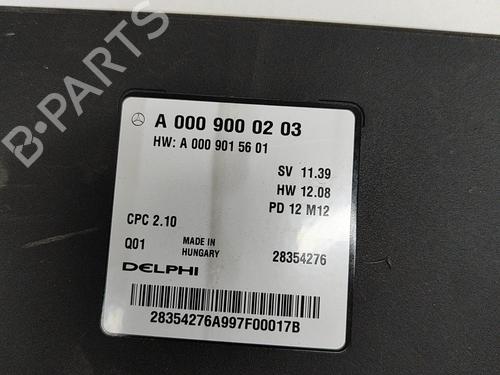 A 000 900 02 03
HW: A 000 901 56 01
SV 11.39
HW 12.08
PD 12 M12
CPC 2.10
Q01
MADE IN
HUNGARY
28354276
DELPHI
28354276A997F00017B
B-PARTS